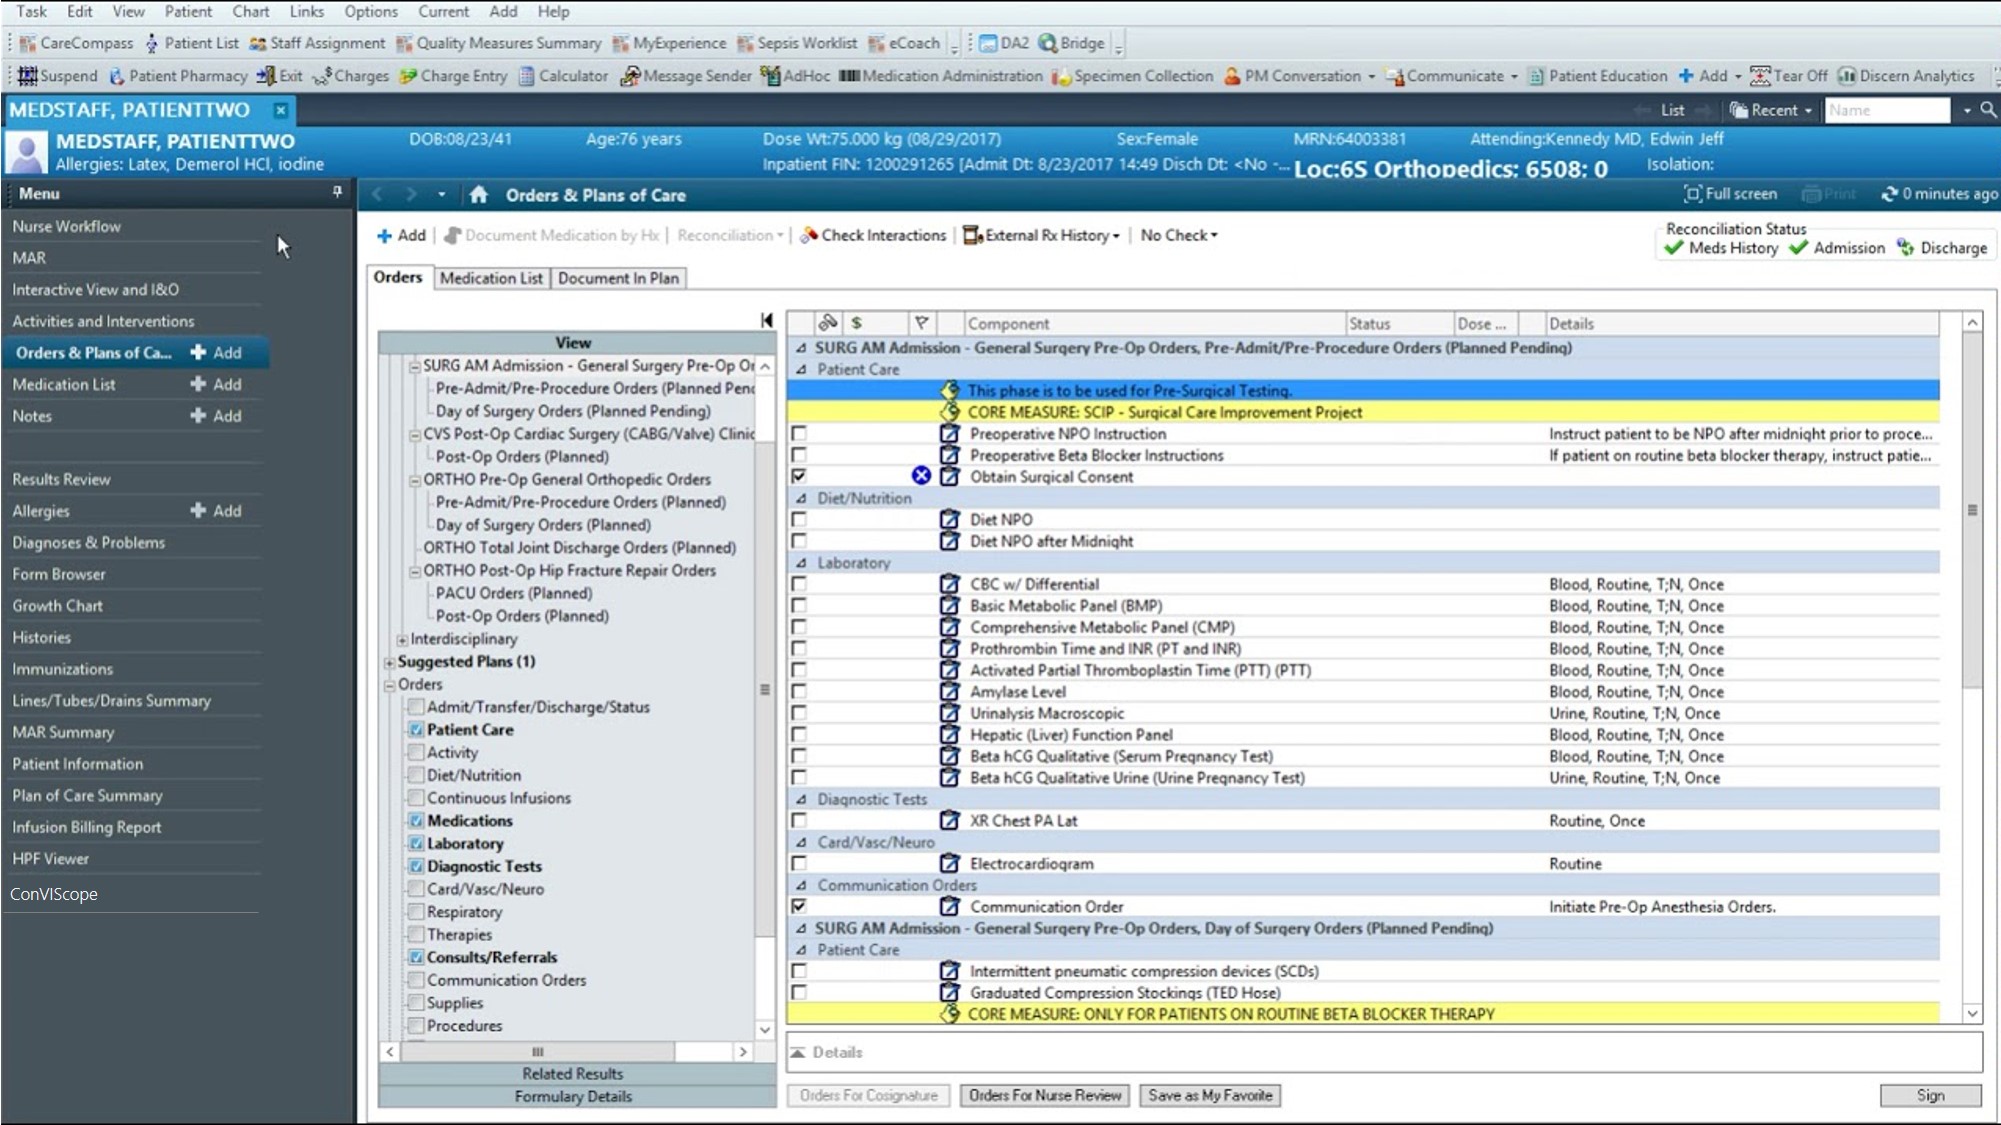 Task Edit View Patient Chart Links Options Current Add Help
CareCompass Patient List Staff Assignment Quality Measures Summary MyExperience Sepsis Worklist eCoach DA2 Bridge
Suspend Patient Pharmacy Exit Charges Charge Entry Calculator Message Sender AdHoc Medication Administration Specimen Collection PM Conversation Communicate Patient Education Add Tear Off Discern Analytics
MEDSTAFF, PATIENTTWO List Recent Name
MEDSTAFF, PATIENTTWO DOB:08/23/41 Age:76 years Dose Wt:75.000 kg (08/29/2017) Sex:Female MRN:64003381 Attending:Kennedy MD, Edwin Jeff
Allergies: Latex, Demerol HCl, iodine Inpatient FIN: 1200291265 [Admit Dt: 8/23/2017 14:49 Disch Dt: <No -... Loc:6S Orthopedics; 6508; 0 Isolation:
Menu
Nurse Workflow
MAR
Interactive View and I&O
Activities and Interventions
Orders & Plans of Ca... Add
Medication List Add
Notes Add
Results Review
Allergies Add
Diagnoses & Problems
Form Browser
Growth Chart
Histories
Immunizations
Lines/Tubes/Drains Summary
MAR Summary
Patient Information
Plan of Care Summary
Infusion Billing Report
HPF Viewer
ConVIScope
Orders & Plans of Care Full screen Print 0 minutes ago
Add Document Medication by Hx Reconciliation Check Interactions External Rx History No Check
Reconciliation Status
Meds History Admission Discharge
Orders Medication List Document In Plan
View
SURG AM Admission - General Surgery Pre-Op Or
Pre-Admit/Pre-Procedure Orders (Planned Pend
Day of Surgery Orders (Planned Pending)
CVS Post-Op Cardiac Surgery (CABG/Valve) Clinic
Post-Op Orders (Planned)
ORTHO Pre-Op General Orthopedic Orders
Pre-Admit/Pre-Procedure Orders (Planned)
Day of Surgery Orders (Planned)
ORTHO Total Joint Discharge Orders (Planned)
ORTHO Post-Op Hip Fracture Repair Orders
PACU Orders (Planned)
Post-Op Orders (Planned)
Interdisciplinary
Suggested Plans (1)
Orders
Admit/Transfer/Discharge/Status
Patient Care
Activity
Diet/Nutrition
Continuous Infusions
Medications
Laboratory
Diagnostic Tests
Card/Vasc/Neuro
Respiratory
Therapies
Consults/Referrals
Communication Orders
Supplies
Procedures
Related Results
Formulary Details
$ Component Status Dose ... Details
SURG AM Admission - General Surgery Pre-Op Orders, Pre-Admit/Pre-Procedure Orders (Planned Pending)
Patient Care
This phase is to be used for Pre-Surgical Testing.
CORE MEASURE: SCIP - Surgical Care Improvement Project
Preoperative NPO Instruction Instruct patient to be NPO after midnight prior to proce...
Preoperative Beta Blocker Instructions If patient on routine beta blocker therapy, instruct patie...
Obtain Surgical Consent
Diet/Nutrition
Diet NPO
Diet NPO after Midnight
Laboratory
CBC w/ Differential Blood, Routine, T;N, Once
Basic Metabolic Panel (BMP) Blood, Routine, T;N, Once
Comprehensive Metabolic Panel (CMP) Blood, Routine, T;N, Once
Prothrombin Time and INR (PT and INR) Blood, Routine, T;N, Once
Activated Partial Thromboplastin Time (PTT) (PTT) Blood, Routine, T;N, Once
Amylase Level Blood, Routine, T;N, Once
Urinalysis Macroscopic Urine, Routine, T;N, Once
Hepatic (Liver) Function Panel Blood, Routine, T;N, Once
Beta hCG Qualitative (Serum Pregnancy Test) Blood, Routine, T;N, Once
Beta hCG Qualitative Urine (Urine Pregnancy Test) Urine, Routine, T;N, Once
Diagnostic Tests
XR Chest PA Lat Routine, Once
Card/Vasc/Neuro
Electrocardiogram Routine
Communication Orders
Communication Order Initiate Pre-Op Anesthesia Orders.
SURG AM Admission - General Surgery Pre-Op Orders, Day of Surgery Orders (Planned Pending)
Patient Care
Intermittent pneumatic compression devices (SCDs)
Graduated Compression Stockings (TED Hose)
CORE MEASURE: ONLY FOR PATIENTS ON ROUTINE BETA BLOCKER THERAPY
Details
Orders For Cosignature Orders For Nurse Review Save as My Favorite Sign